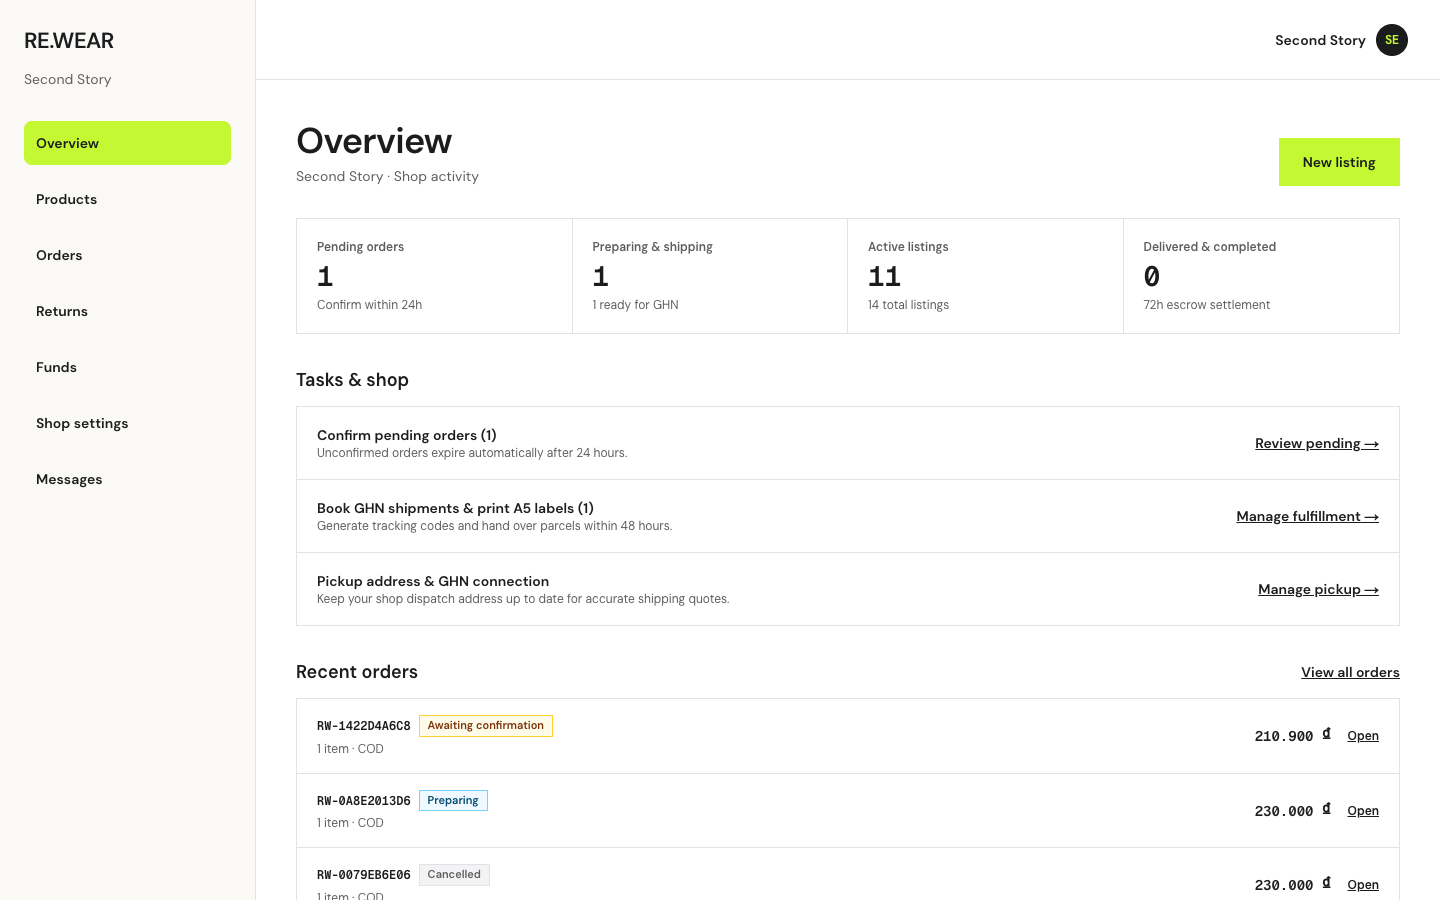 RE.WEAR
Second Story
Overview
Products
Orders
Returns
Funds
Shop settings
Messages
Second Story SE
Overview
Second Story · Shop activity
New listing
Pending orders
1
Confirm within 24h
Preparing & shipping
1
1 ready for GHN
Active listings
11
14 total listings
Delivered & completed
0
72h escrow settlement
Tasks & shop
Confirm pending orders (1)
Unconfirmed orders expire automatically after 24 hours.
Review pending →
Book GHN shipments & print A5 labels (1)
Generate tracking codes and hand over parcels within 48 hours.
Manage fulfillment →
Pickup address & GHN connection
Keep your shop dispatch address up to date for accurate shipping quotes.
Manage pickup →
Recent orders
View all orders
RW-1422D4A6C8 Awaiting confirmation
1 item · COD
210.900 ₫ Open
RW-0A8E2013D6 Preparing
1 item · COD
230.000 ₫ Open
RW-0079EB6E06 Cancelled
1 item · COD
230.000 ₫ Open